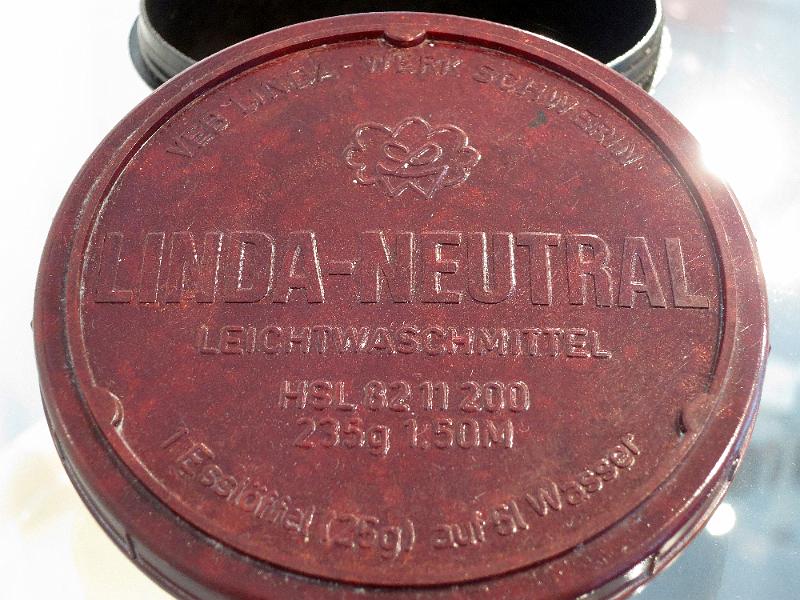 VEB LINDA-WERK SCHWERIN
LINDA-NEUTRAL
LEICHTWASCHMITTEL
HSL 82 11 200
235g 1.50M
1 Esslöffel (25g) auf 5l Wasser